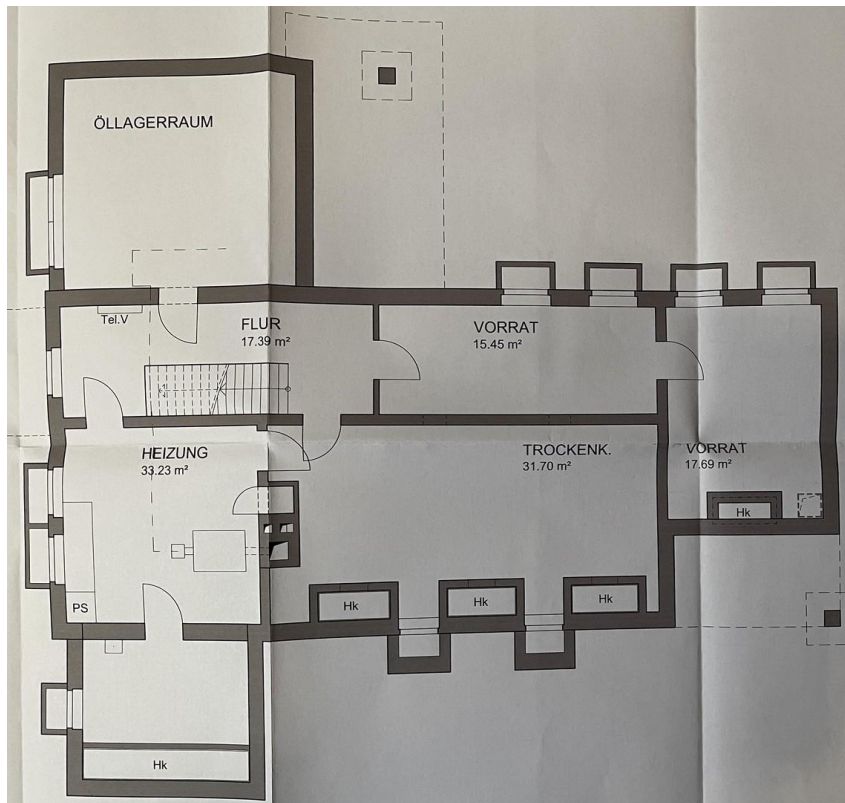 ÖLLAGERRAUM
Tel.V
FLUR
17.39 m²
VORRAT
15.45 m²
HEIZUNG
33.23 m²
TROCKENK.
31.70 m²
VORRAT
17.69 m²
Hk
Hk
Hk
Hk
PS
Hk